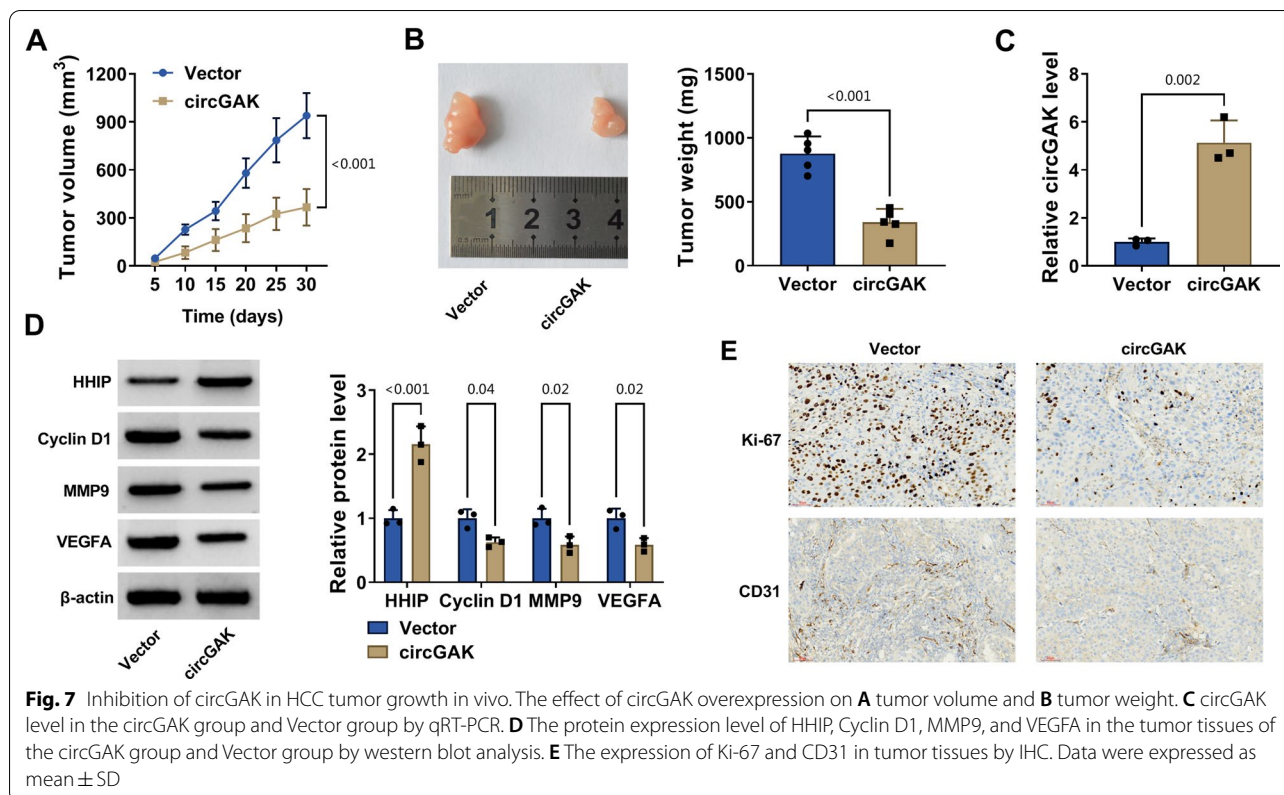 A
Tumor volume (mm³)
1200
900
600
300
0
Vector
circGAK
<0.001
5 10 15 20 25 30
Time (days)
B
1 2 3 4
0.5mm
Vector
circGAK
Tumor weight (mg)
1500
1000
500
0
<0.001
Vector circGAK
C
Relative circGAK level
8
6
4
2
0
0.002
Vector circGAK
D
HHIP
Cyclin D1
MMP9
VEGFA
β-actin
Vector
circGAK
Relative protein level
3
2
1
0
<0.001 0.04 0.02 0.02
HHIP Cyclin D1 MMP9 VEGFA
Vector
circGAK
E
Vector circGAK
Ki-67
CD31
Fig. 7 Inhibition of circGAK in HCC tumor growth in vivo. The effect of circGAK overexpression on A tumor volume and B tumor weight. C circGAK
level in the circGAK group and Vector group by qRT-PCR. D The protein expression level of HHIP, Cyclin D1, MMP9, and VEGFA in the tumor tissues of
the circGAK group and Vector group by western blot analysis. E The expression of Ki-67 and CD31 in tumor tissues by IHC. Data were expressed as
mean ± SD